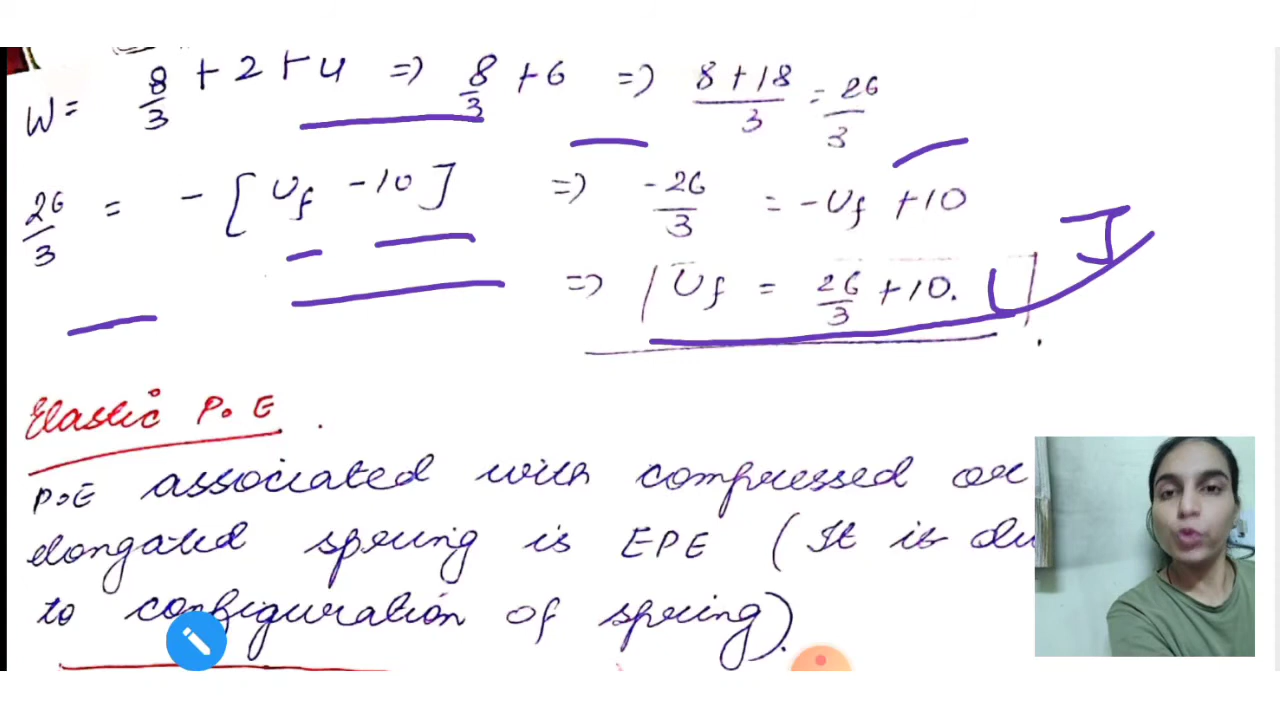 W = 8/3 + 2 + 4 => 8/3 + 6 => 8 + 18/3 = 26/3
26/3 = - [Uf - 10] => -26/3 = -Uf + 10
=> Uf = 26/3 + 10. J
Elastic P.E.
P.E associated with compressed or
elongated spring is EPE (It is du
to configuration of spring).